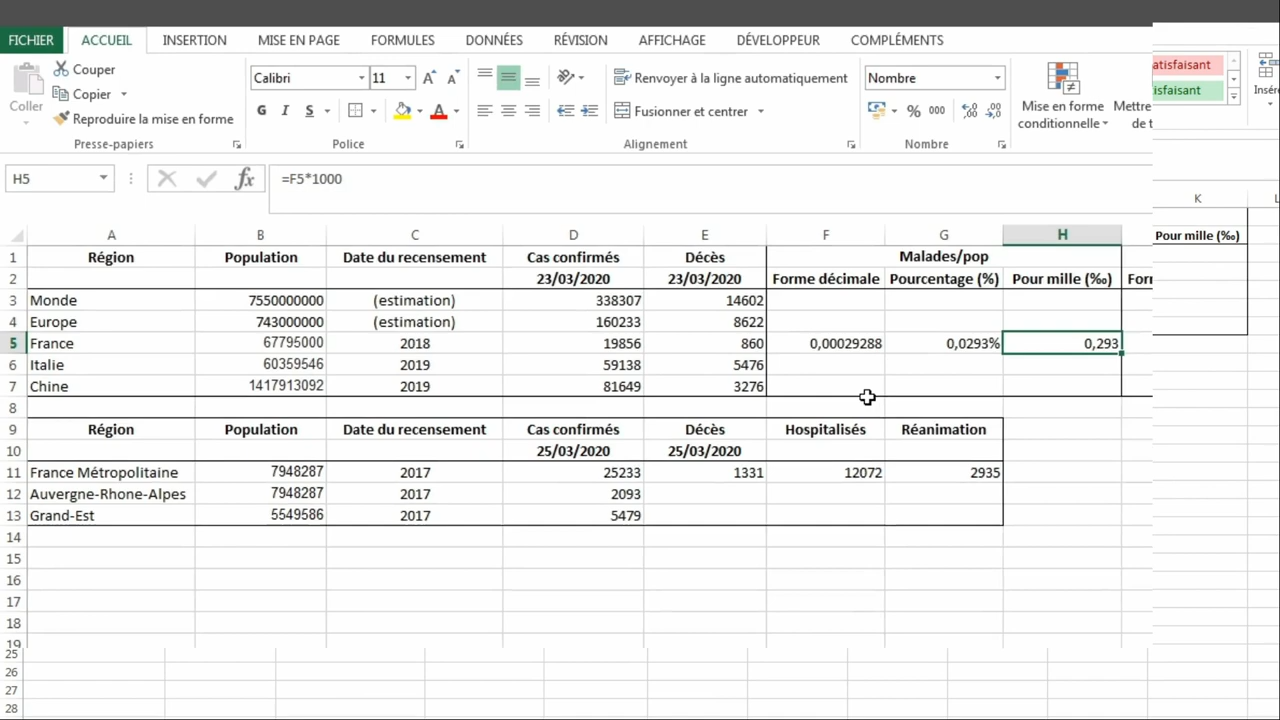 FICHIER ACCUEIL INSERTION MISE EN PAGE FORMULES DONNÉES RÉVISION AFFICHAGE DÉVELOPPEUR COMPLÉMENTS
Couper
Calibri 11 Renvoyer à la ligne automatiquement Nombre
Coller Copier
G I S Fusionner et centrer % 000 Mise en forme Mettre
Reproduire la mise en forme conditionnelle de t
Presse-papiers Police Alignement Nombre
atisfaisant
sfaisant
Insére
H5 fx =F5*1000
K L
Pour mille (‰)
A B C D E F G H
1 Région Population Date du recensement Cas confirmés Décès Malades/pop
2 23/03/2020 23/03/2020 Forme décimale Pourcentage (%) Pour mille (‰) Forn
3 Monde 7550000000 (estimation) 338307 14602
4 Europe 743000000 (estimation) 160233 8622
5 France 67795000 2018 19856 860 0,00029288 0,0293% 0,293
6 Italie 60359546 2019 59138 5476
7 Chine 1417913092 2019 81649 3276
8
9 Région Population Date du recensement Cas confirmés Décès Hospitalisés Réanimation
10 25/03/2020 25/03/2020
11 France Métropolitaine 7948287 2017 25233 1331 12072 2935
12 Auvergne-Rhone-Alpes 7948287 2017 2093
13 Grand-Est 5549586 2017 5479
14
15
16
17
18
19
25
26
27
28